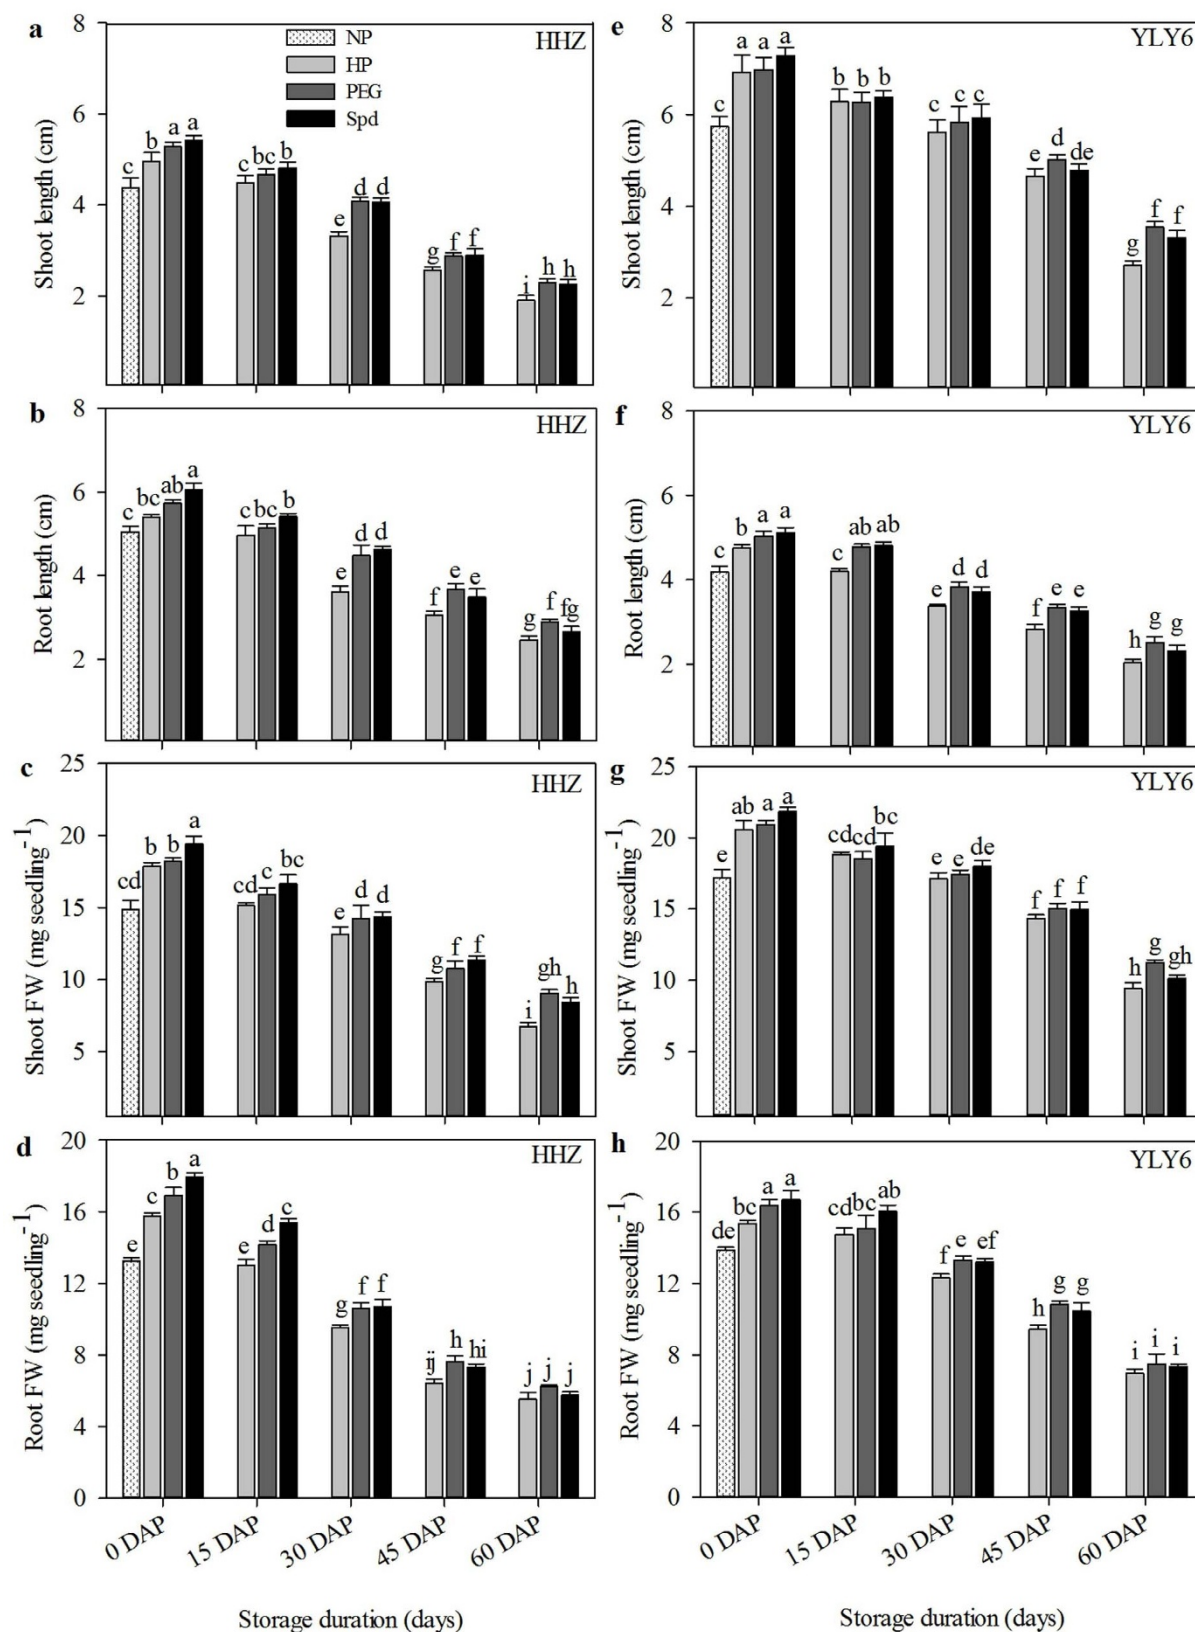 a
HHZ
NP
HP
PEG
Spd
8
6
4
2
Shoot length (cm)
c b a a
c bc b
e d d
g f f
i h h
e
YLY6
8
6
4
2
Shoot length (cm)
c a a a
b b b
c c c
e d de
g f f
b
HHZ
8
6
4
2
Root length (cm)
c bc ab a
c bc b
e d d
f e e
g f fg
f
YLY6
8
6
4
2
Root length (cm)
c b a a
c ab ab
e d d
f e e
h g g
c
HHZ
25
20
15
10
5
Shoot FW (mg seedling-1)
cd b b a
cd c bc
e d d
g f f
i gh h
g
YLY6
25
20
15
10
5
Shoot FW (mg seedling-1)
e ab a a
cd cd bc
e e de
f f f
h g gh
d
HHZ
20
16
12
8
4
0
Root FW (mg seedling-1)
e c b a
e d c
g f f
ij h hi
j j j
0 DAP
15 DAP
30 DAP
45 DAP
60 DAP
Storage duration (days)
h
YLY6
20
16
12
8
4
0
Root FW (mg seedling-1)
de bc a a
cd bc ab
f e ef
h g g
i i i
0 DAP
15 DAP
30 DAP
45 DAP
60 DAP
Storage duration (days)